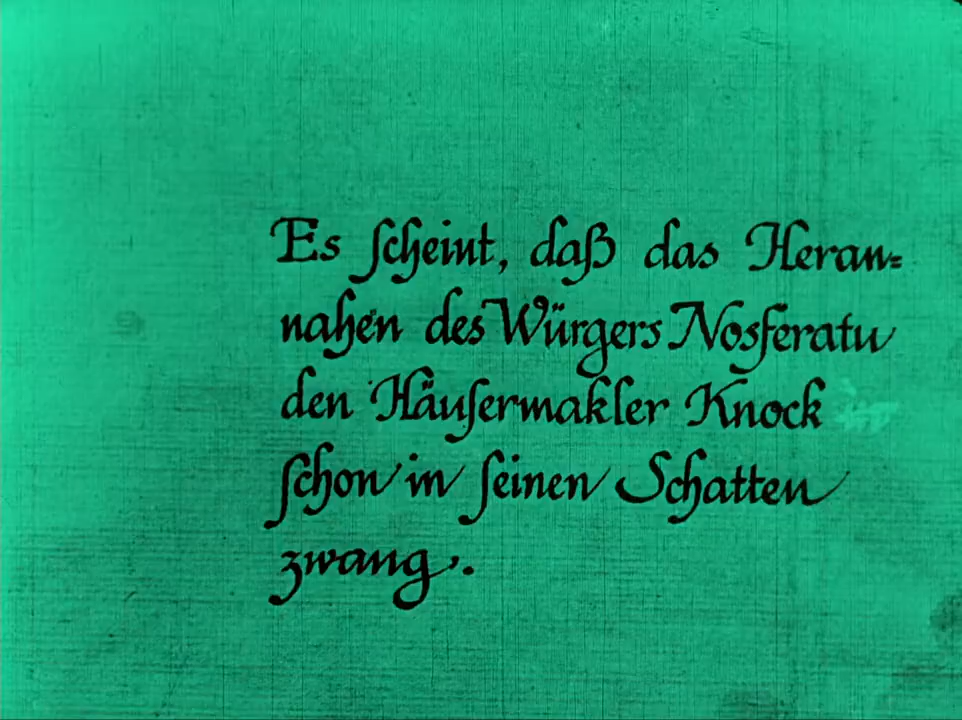 Es ſcheint, daß das Heran=
nahen des Würgers Nosferatu
den Häuſermakler Knock
ſchon in ſeinen Schatten
zwang.